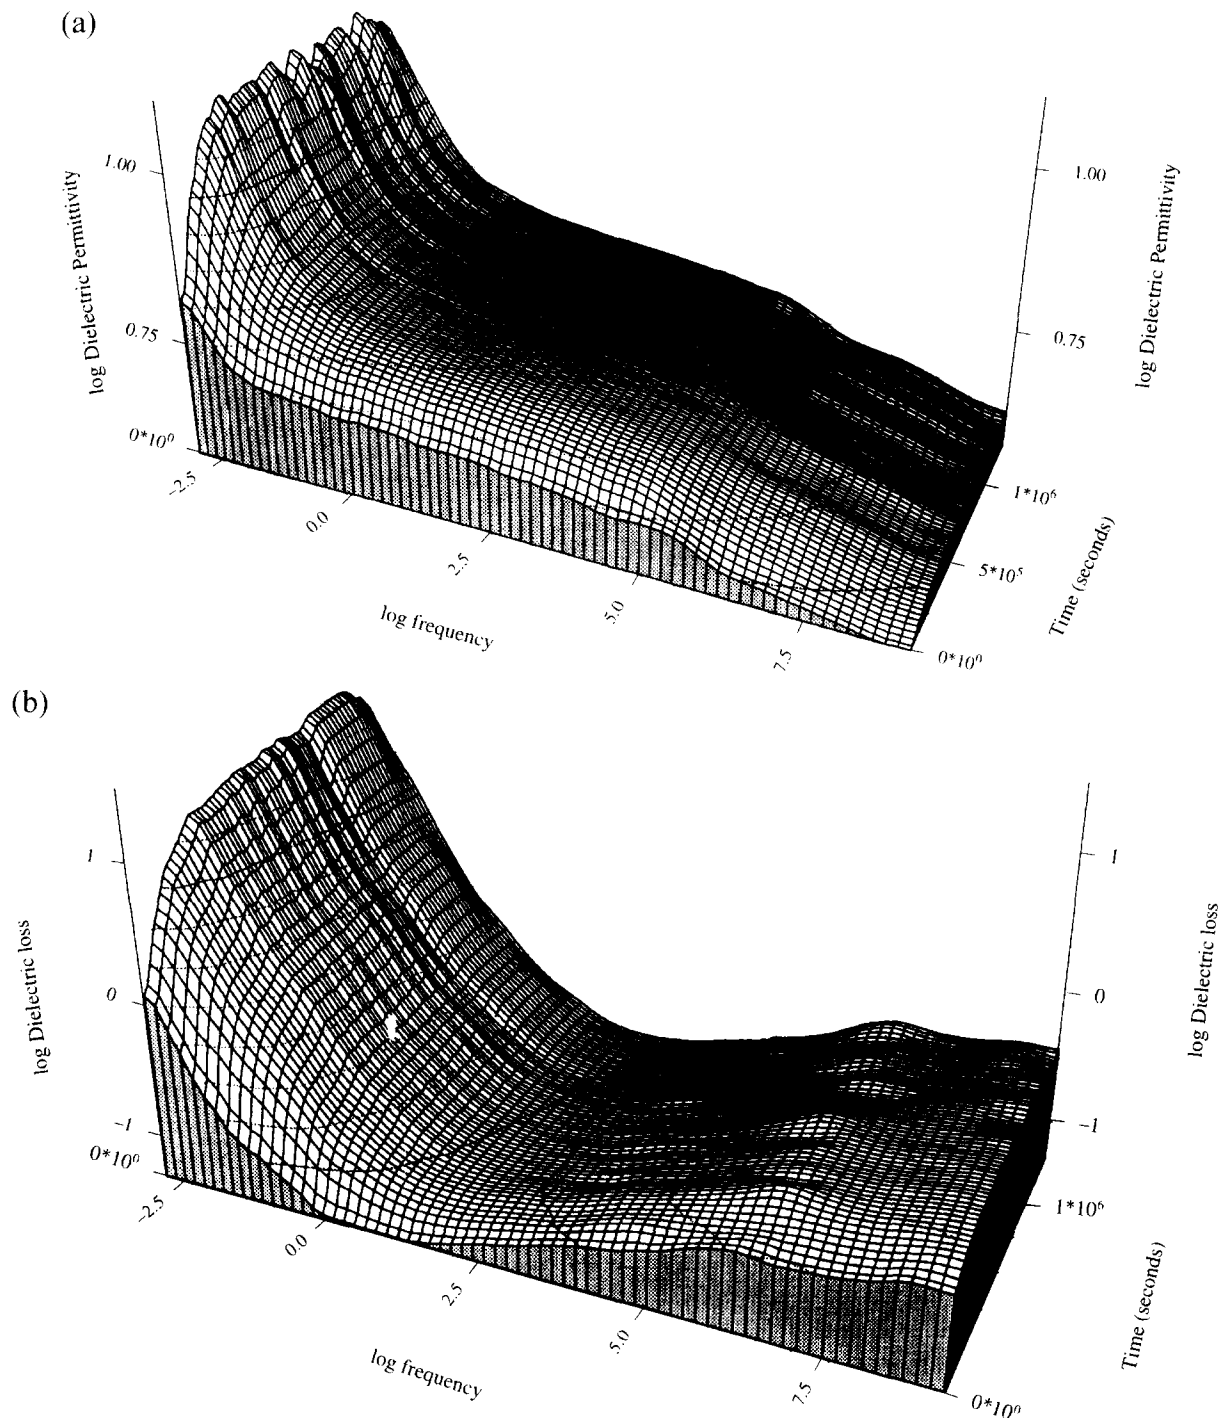 (a)
log Dielectric Permittivity
1.00
0.75
0*10⁰
-2.5
0.0
2.5
5.0
7.5
log frequency
1.00
0.75
log Dielectric Permittivity
1*10⁶
5*10⁵
0*10⁰
Time (seconds)
(b)
log Dielectric loss
1
0
-1
0*10⁰
-2.5
0.0
2.5
5.0
7.5
log frequency
1
0
-1
log Dielectric loss
1*10⁶
0*10⁰
Time (seconds)